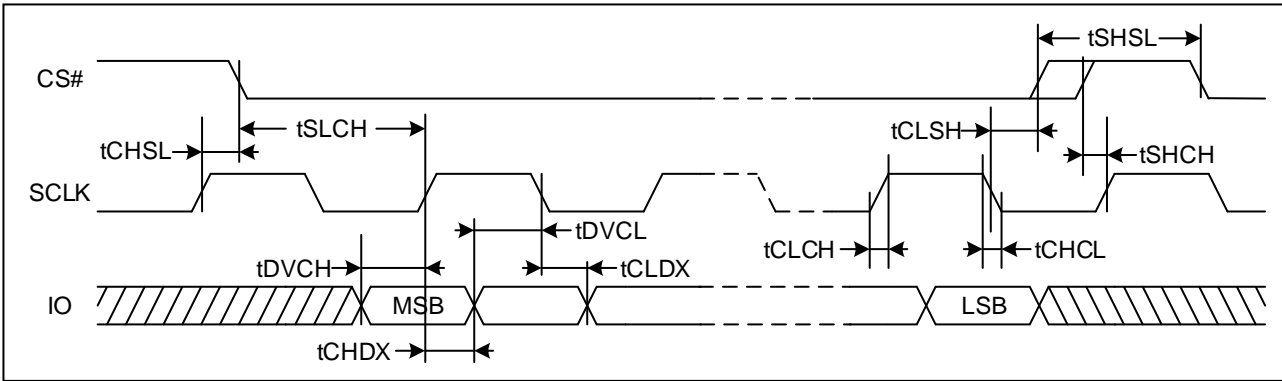 tSHSL
CS#
tSLCH
tCLSH
tCHSL
tSHCH
SCLK
tDVCL
tCLCH
tCHCL
tDVCH
tCLDX
IO
MSB
LSB
tCHDX